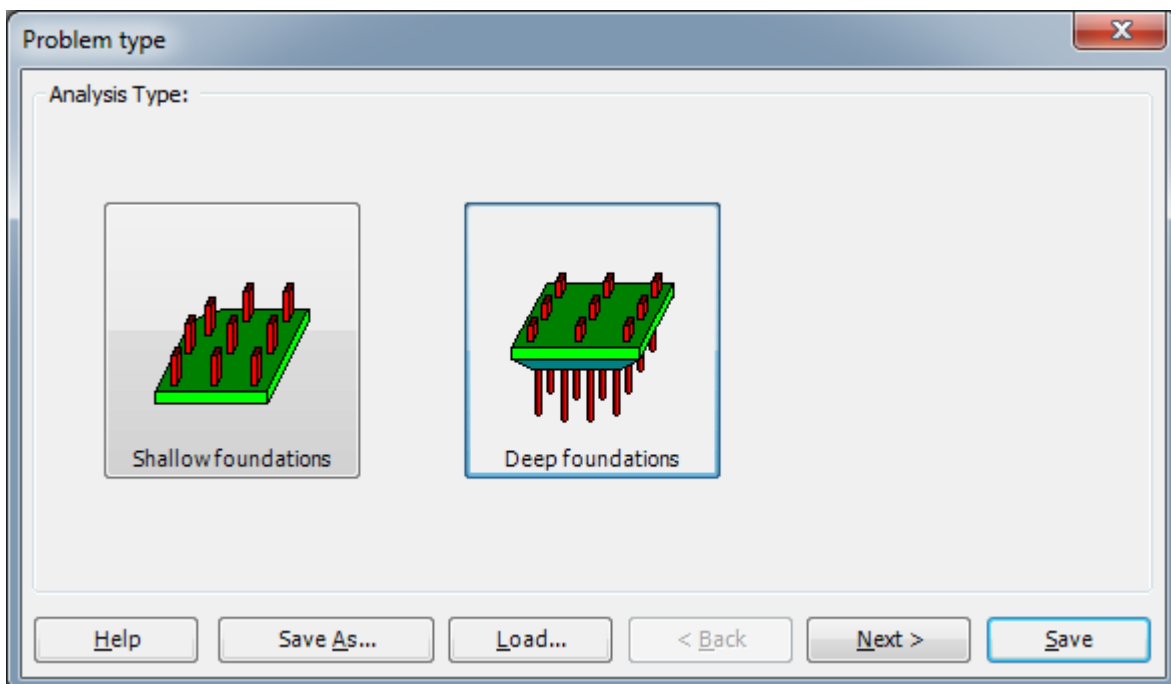 Problem type
Analysis Type:
Shallow foundations
Deep foundations
Help
Save As...
Load...
< Back
Next >
Save